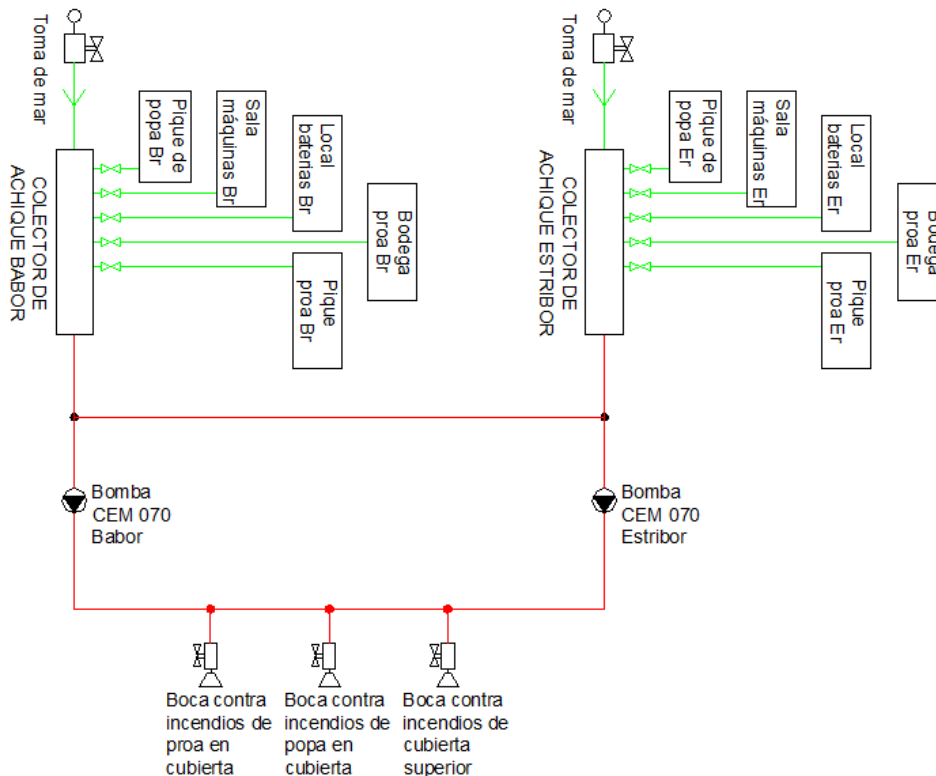 Toma de mar
Pique de
popa Br
Sala
máquinas Br
Local
baterias Br
Bodega
proa Br
Pique
proa Br
COLECTOR DE
ACHIQUE BABOR
Toma de mar
Pique de
popa Er
Sala
máquinas Er
Local
baterias Er
Bodega
proa Er
Pique
proa Er
COLECTOR DE
ACHIQUE ESTRIBOR
Bomba
CEM 070
Babor
Bomba
CEM 070
Estribor
Boca contra
incendios de
proa en
cubierta
Boca contra
incendios de
popa en
cubierta
Boca contra
incendios de
cubierta
superior